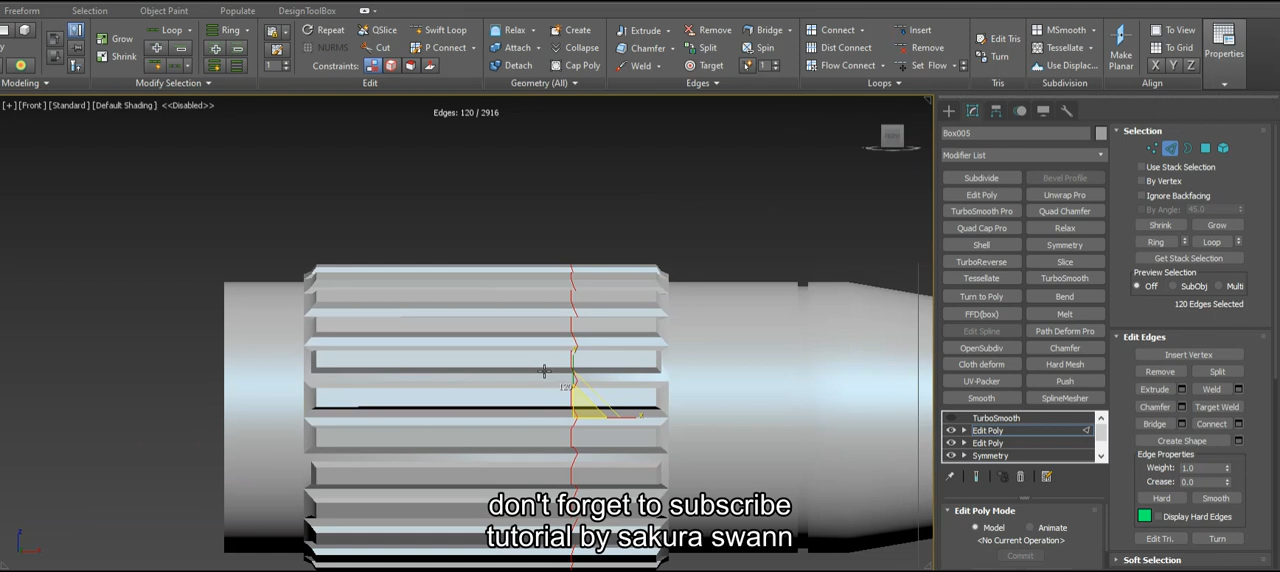 Freeform Selection Object Paint Populate DesignToolBox
Loop Ring Repeat QSlice Swift Loop Relax Create Extrude Remove Bridge Connect Insert MSmooth To View
Grow NURMS Cut P Connect Attach Collapse Chamfer Split Spin Dist Connect Remove Edit Tris Tessellate To Grid
Shrink Constraints: Detach Cap Poly Weld Target 1 Flow Connect Set Flow Turn Use Displac... Make Planar X Y Z Properties
1
Modeling Modify Selection Edit Geometry (All) Edges Loops Tris Subdivision Align
[+] [Front] [Standard] [Default Shading] <<Disabled>>
Edges: 120 / 2916
120
x
don't forget to subscribe
tutorial by sakura swann
Box005
Modifier List
Subdivide Bevel Profile
Edit Poly Unwrap Pro
TurboSmooth Pro Quad Chamfer
Quad Cap Pro Relax
Shell Symmetry
TurboReverse Slice
Tessellate TurboSmooth
Turn to Poly Bend
FFD(box) Melt
Edit Spline Path Deform Pro
OpenSubdiv Chamfer
Cloth deform Hard Mesh
UV-Packer Push
Smooth SplineMesher
TurboSmooth
Edit Poly
Edit Poly
Symmetry
Edit Poly Mode
Model Animate
<No Current Operation>
Commit
Selection
Use Stack Selection
By Vertex
Ignore Backfacing
By Angle: 45.0
Shrink Grow
Ring Loop
Get Stack Selection
Preview Selection
Off SubObj Multi
120 Edges Selected
Edit Edges
Insert Vertex
Remove Split
Extrude Weld
Chamfer Target Weld
Bridge Connect
Create Shape
Edge Properties
Weight: 1.0
Crease: 0.0
Hard Smooth
Display Hard Edges
Edit Tri. Turn
Soft Selection